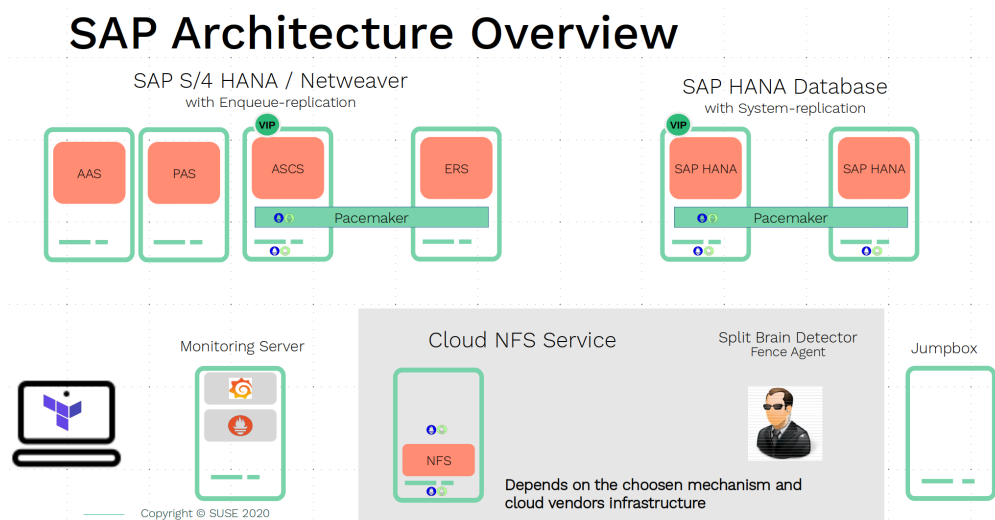 SAP Architecture Overview
SAP S/4 HANA / Netweaver
with Enqueue-replication
SAP HANA Database
with System-replication
VIP
VIP
AAS
PAS
ASCS
ERS
SAP HANA
SAP HANA
Pacemaker
Pacemaker
Monitoring Server
Cloud NFS Service
Split Brain Detector
Fence Agent
Jumpbox
NFS
Depends on the choosen mechanism and
cloud vendors infrastructure
Copyright © SUSE 2020